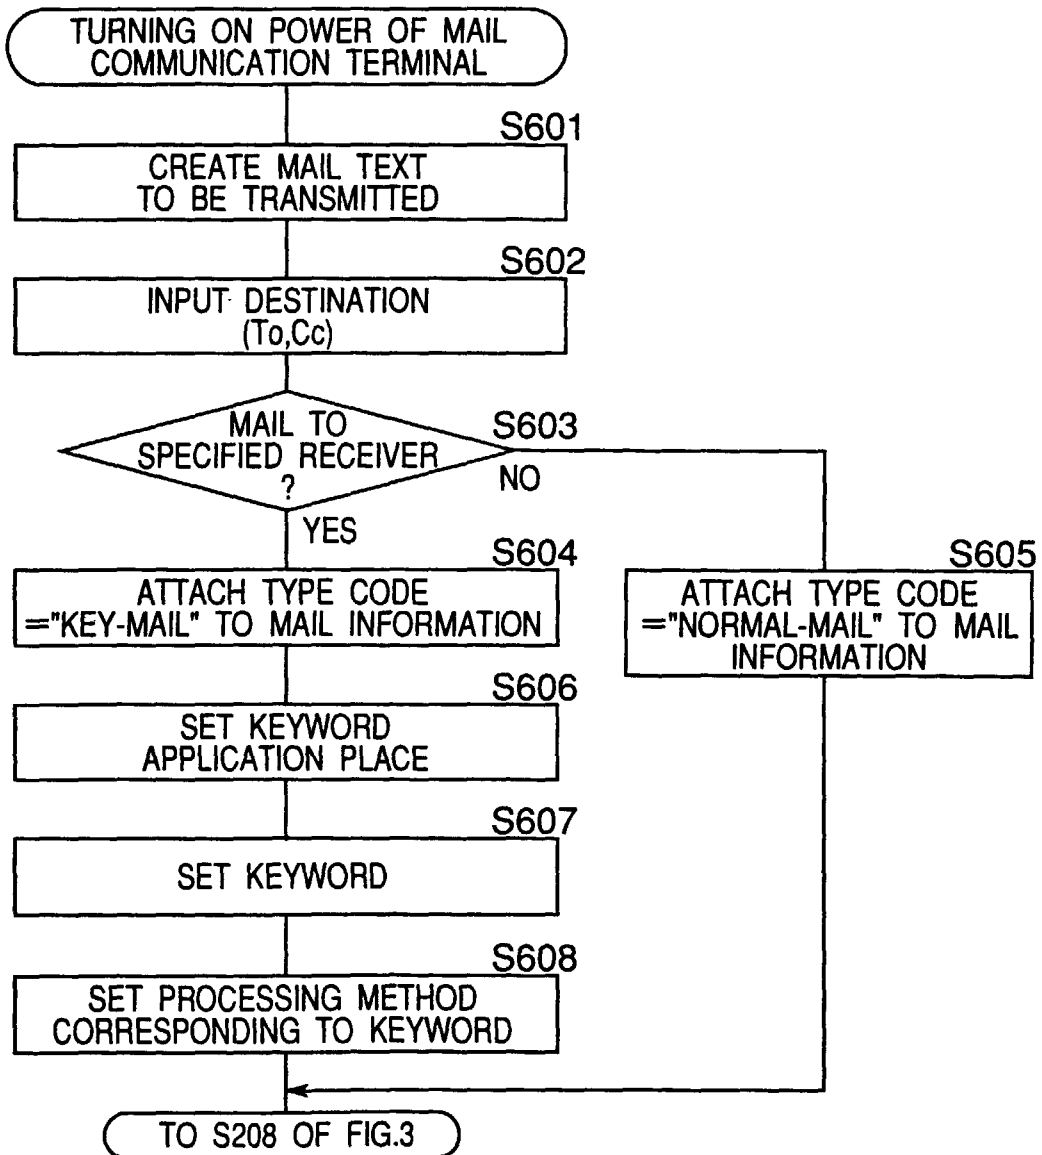 TURNING ON POWER OF MAIL
COMMUNICATION TERMINAL
S601
CREATE MAIL TEXT
TO BE TRANSMITTED
S602
INPUT DESTINATION
(To,Cc)
S603
MAIL TO
SPECIFIED RECEIVER
?
NO
YES
S604
ATTACH TYPE CODE
="KEY-MAIL" TO MAIL INFORMATION
S605
ATTACH TYPE CODE
="NORMAL-MAIL" TO MAIL
INFORMATION
S606
SET KEYWORD
APPLICATION PLACE
S607
SET KEYWORD
S608
SET PROCESSING METHOD
CORRESPONDING TO KEYWORD
TO S208 OF FIG.3